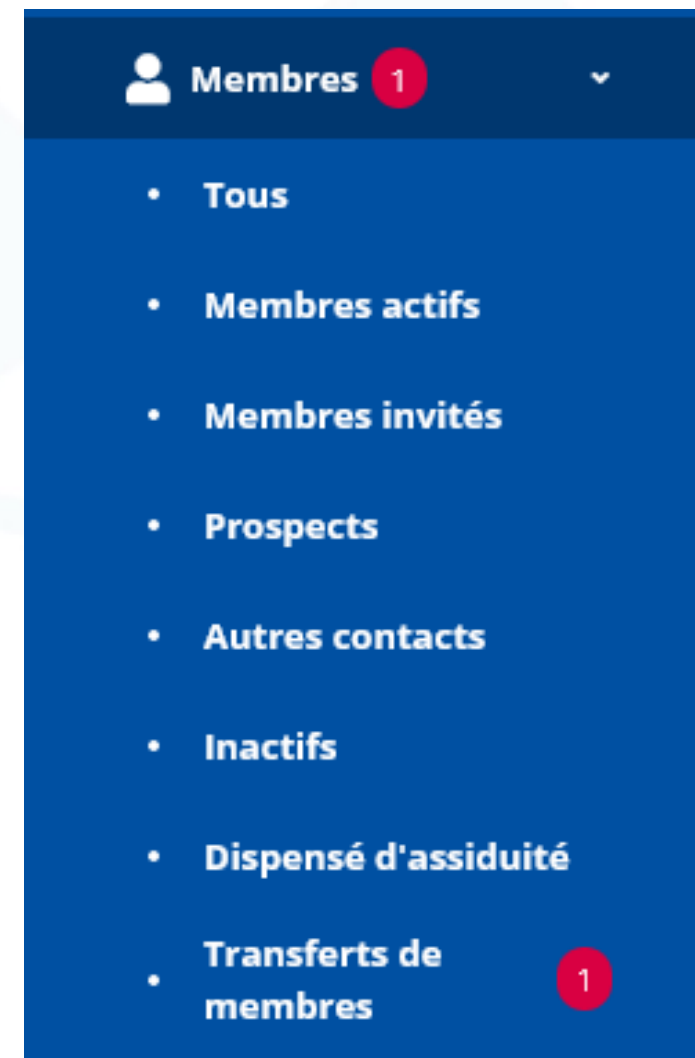 Membres 1
Tous
Membres actifs
Membres invités
Prospects
Autres contacts
Inactifs
Dispensé d'assiduité
Transferts de
membres 1